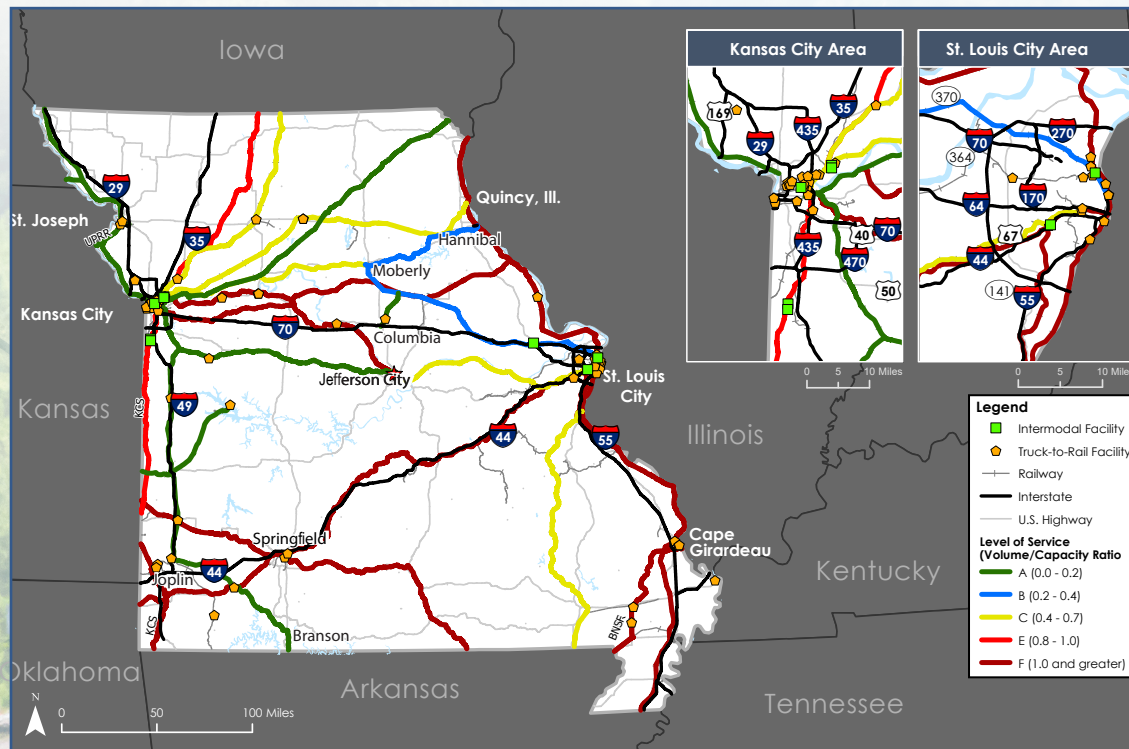 Iowa
29
St. Joseph
UPRR
35
Quincy, Ill.
Hannibal
Moberly
Kansas City
70
Columbia
Jefferson City
St. Louis
City
Kansas
KCS
49
44
55
Illinois
Springfield
Cape
Girardeau
44
Joplin
KCS
Branson
BNSF
Kentucky
Oklahoma
Arkansas
Tennessee
N
0 50 100 Miles
Kansas City Area
169
35
435
29
40
70
435
470
50
0 5 10 Miles
St. Louis City Area
370
70
270
364
64
170
67
44
141
55
0 5 10 Miles
Legend
Intermodal Facility
Truck-to-Rail Facility
Railway
Interstate
U.S. Highway
Level of Service
(Volume/Capacity Ratio
A (0.0 - 0.2)
B (0.2 - 0.4)
C (0.4 - 0.7)
E (0.8 - 1.0)
F (1.0 and greater)